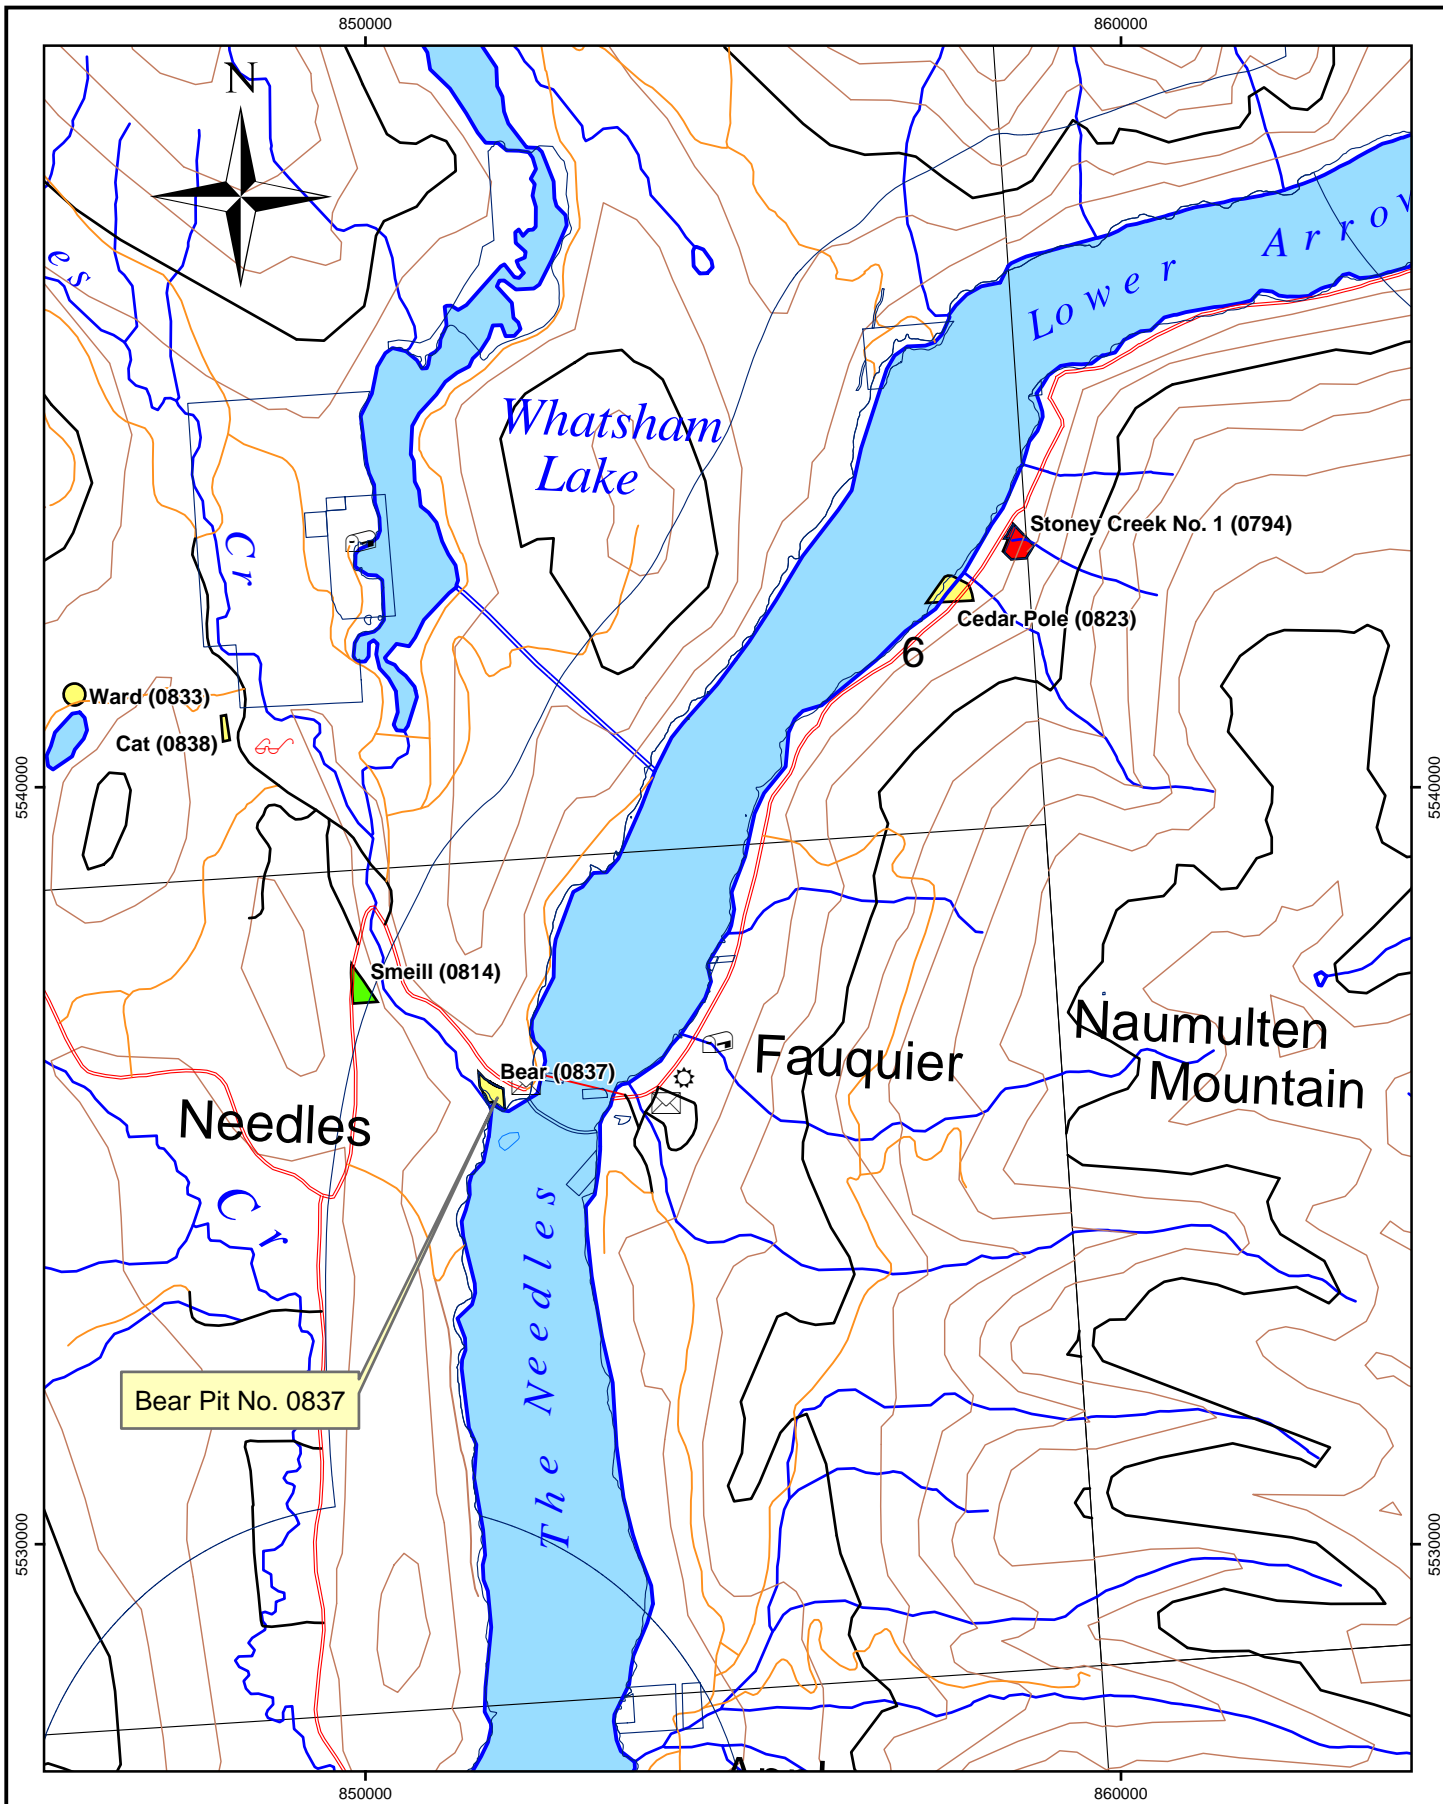 850000
860000
N
es
Lower Arrow
Whatsham
Lake
Cr
Stoney Creek No. 1 (0794)
Cedar Pole (0823)
6
Ward (0833)
Cat (0838)
5540000
5540000
Smeill (0814)
Bear (0837)
Fauquier
Naumulten
Mountain
Needles
Cr
The Needles
Bear Pit No. 0837
5530000
5530000
850000
860000